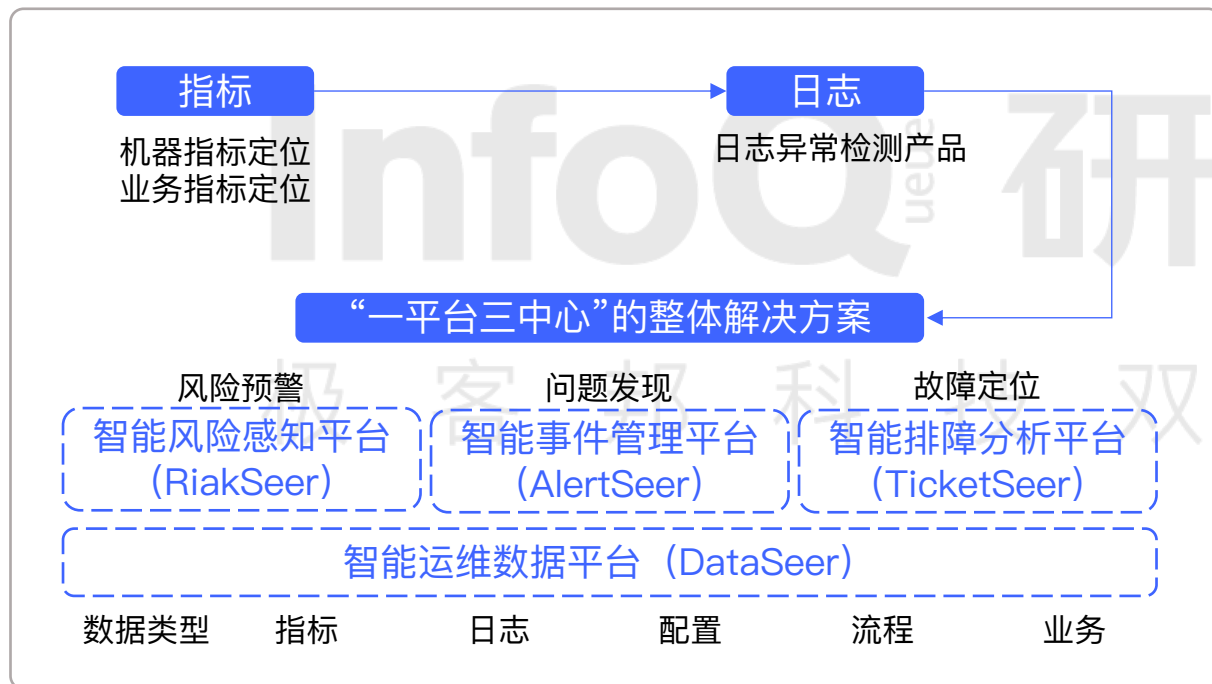 指标
日志
机器指标定位
业务指标定位
日志异常检测产品
InfoQ 研
ueue
“一平台三中心”的整体解决方案
极 客 邦 科 技 双
风险预警
问题发现
故障定位
智能风险感知平台
(RiakSeer)
智能事件管理平台
(AlertSeer)
智能排障分析平台
(TicketSeer)
智能运维数据平台（DataSeer）
数据类型 指标 日志 配置 流程 业务